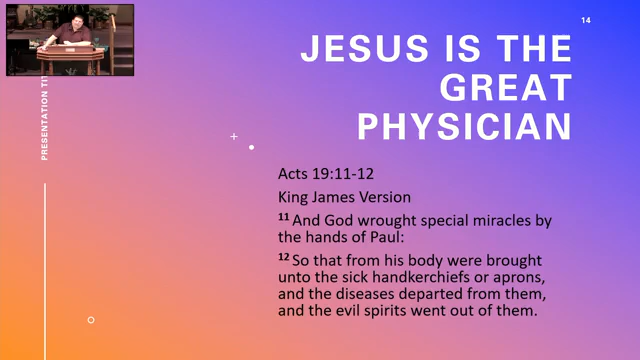 14
JESUS IS THE
GREAT
PHYSICIAN
PRESENTATION TI
Acts 19:11-12
King James Version
11 And God wrought special miracles by
the hands of Paul:
12 So that from his body were brought
unto the sick handkerchiefs or aprons,
and the diseases departed from them,
and the evil spirits went out of them.